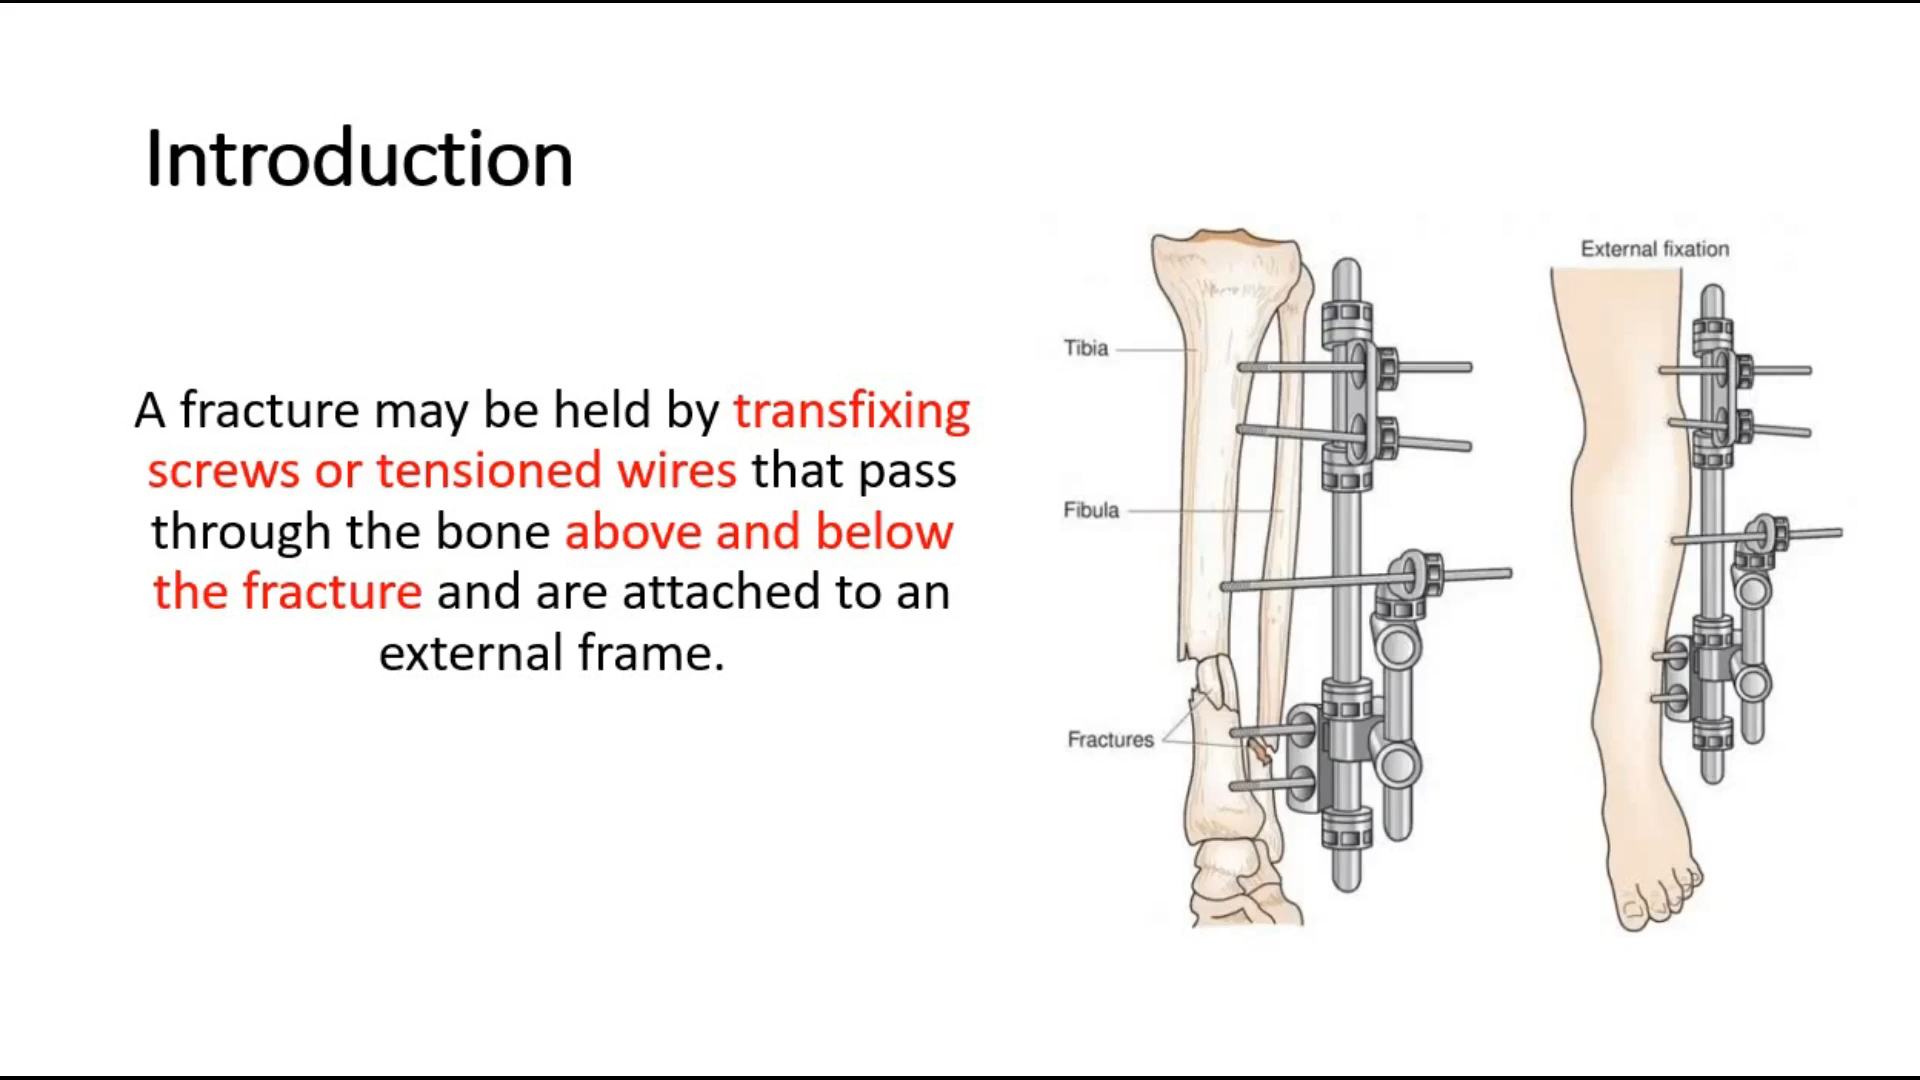 Introduction
A fracture may be held by transfixing
screws or tensioned wires that pass
through the bone above and below
the fracture and are attached to an
external frame.
External fixation
Tibia
Fibula
Fractures